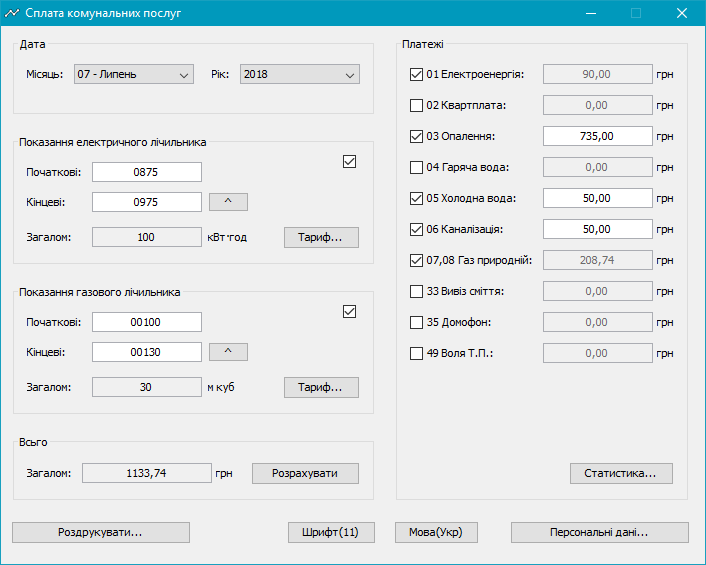 Сплата комунальних послуг
Дата
Місяць: 07 - Липень Рік: 2018
Показання електричного лічильника
Початкові: 0875
Кінцеві: 0975 ^
Загалом: 100 кВт·год Тариф...
Показання газового лічильника
Початкові: 00100
Кінцеві: 00130 ^
Загалом: 30 м куб Тариф...
Всьго
Загалом: 1133,74 грн Розрахувати
Платежі
01 Електроенергія: 90,00 грн
02 Квартплата: 0,00 грн
03 Опалення: 735,00 грн
04 Гаряча вода: 0,00 грн
05 Холодна вода: 50,00 грн
06 Каналізація: 50,00 грн
07,08 Газ природній: 208,74 грн
33 Вивіз сміття: 0,00 грн
35 Домофон: 0,00 грн
49 Воля Т.П.: 0,00 грн
Статистика...
Роздрукувати... Шрифт(11) Мова(Укр) Персональні дані...